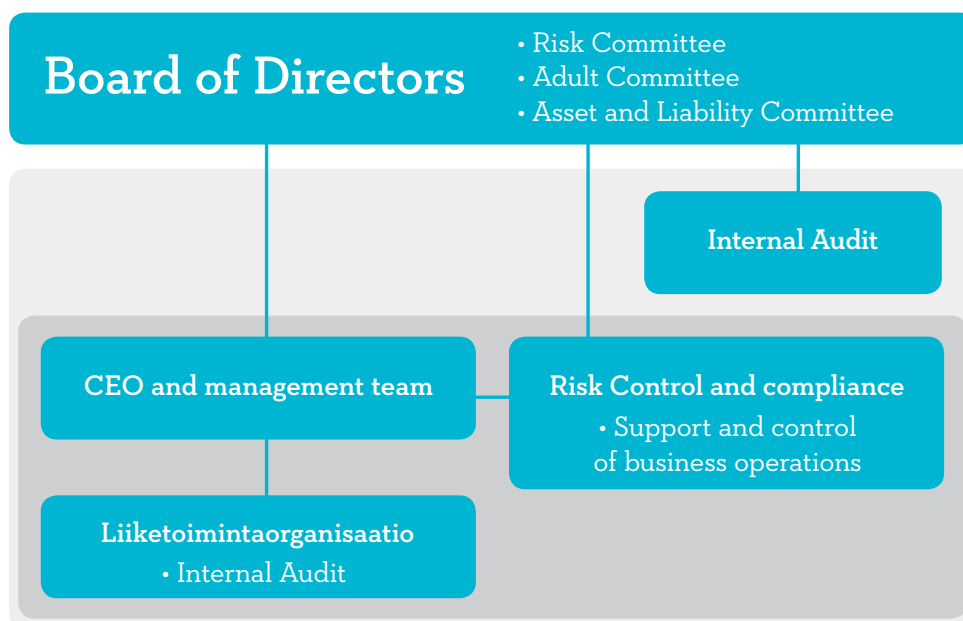 Board of Directors
• Risk Committee
• Adult Committee
• Asset and Liability Committee
Internal Audit
CEO and management team
Risk Control and compliance
• Support and control
of business operations
Liiketoimintaorganisaatio
• Internal Audit